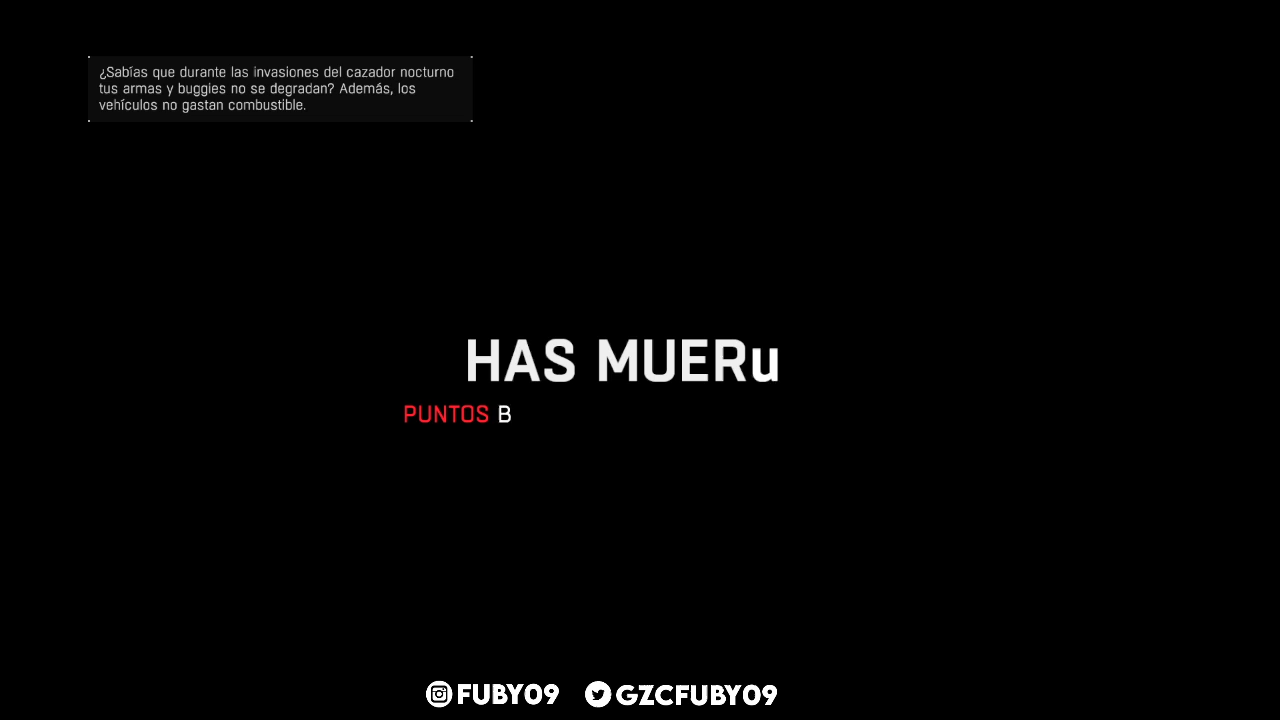 ¿Sabías que durante las invasiones del cazador nocturno
tus armas y buggies no se degradan? Además, los
vehículos no gastan combustible.
HAS MUERu
PUNTOS B
FUBY09 GZCFUBY09